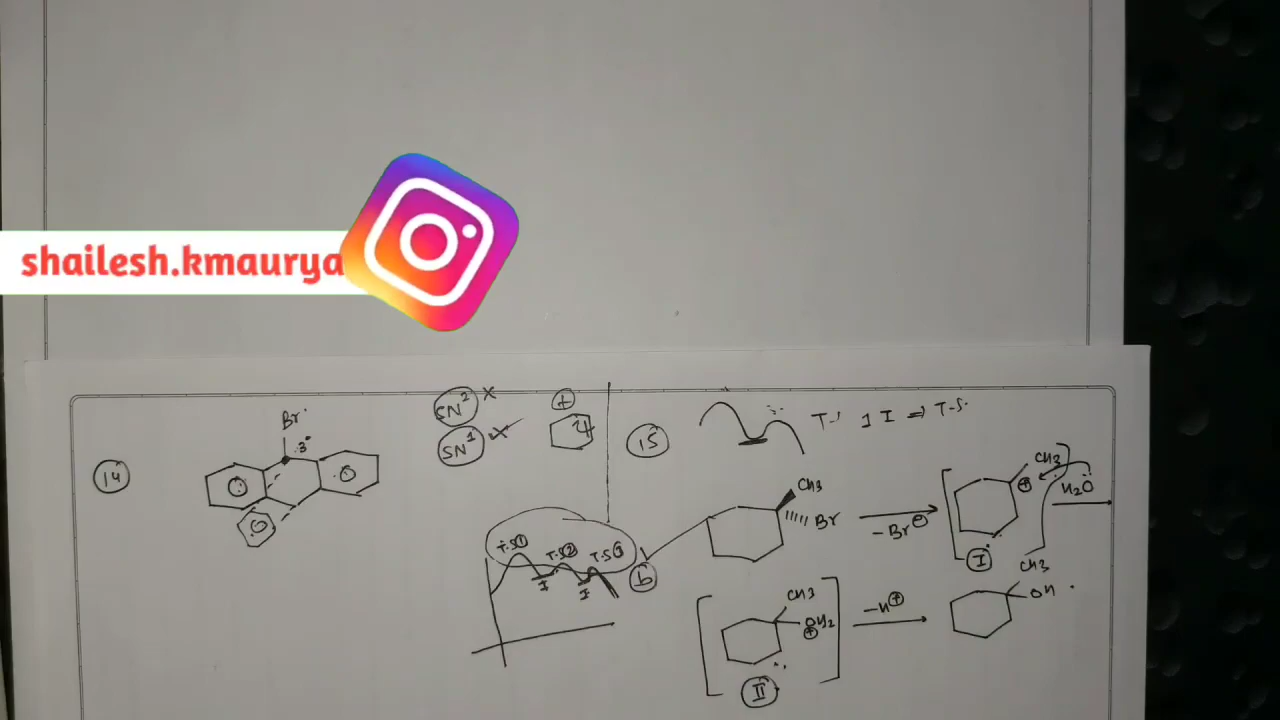 shailesh.kmaurya
14
Br
3°
SN² ×
SN¹
+
15
1 I ⇒ T.S.
T.S① T.S② T.S③
I I
b
CH₃
Br
−Br⊖
CH₃
⊕
I
H₂O
CH₃
OH₂
⊕
II
−H⊕
CH₃
OH